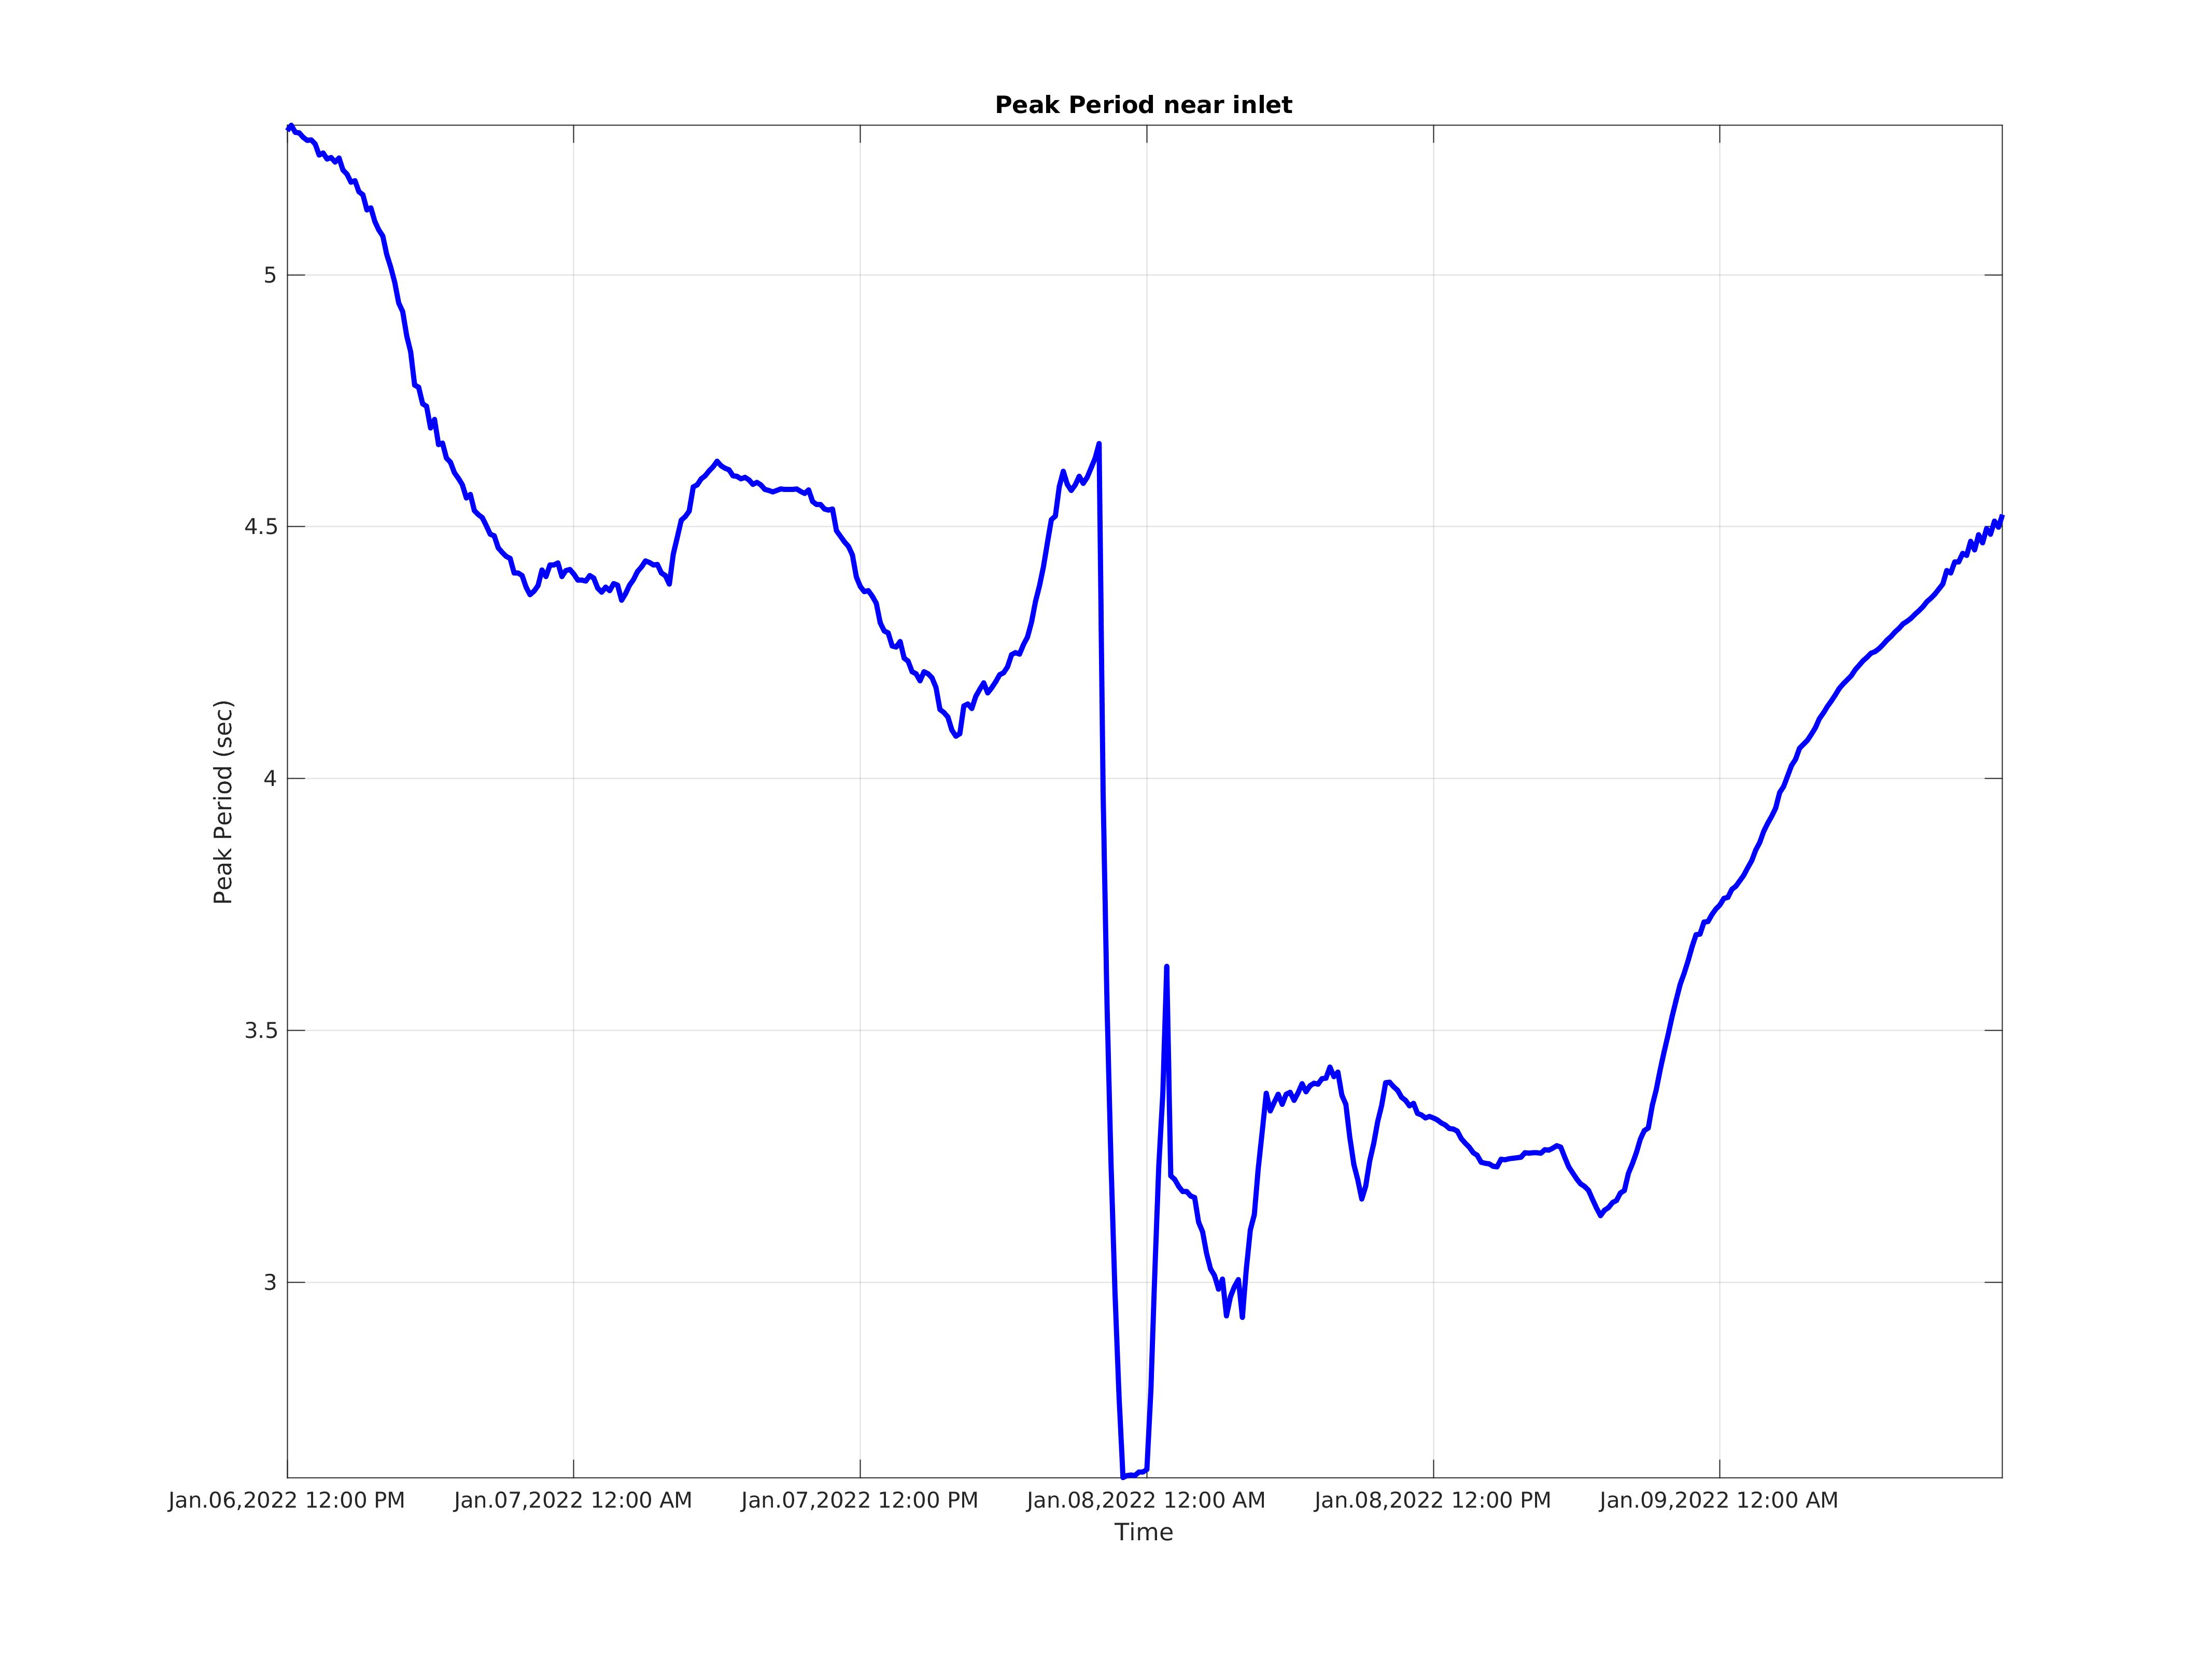 Peak Period near inlet
Peak Period (sec)
5
4.5
4
3.5
3
Jan.06,2022 12:00 PM
Jan.07,2022 12:00 AM
Jan.07,2022 12:00 PM
Jan.08,2022 12:00 AM
Jan.08,2022 12:00 PM
Jan.09,2022 12:00 AM
Time